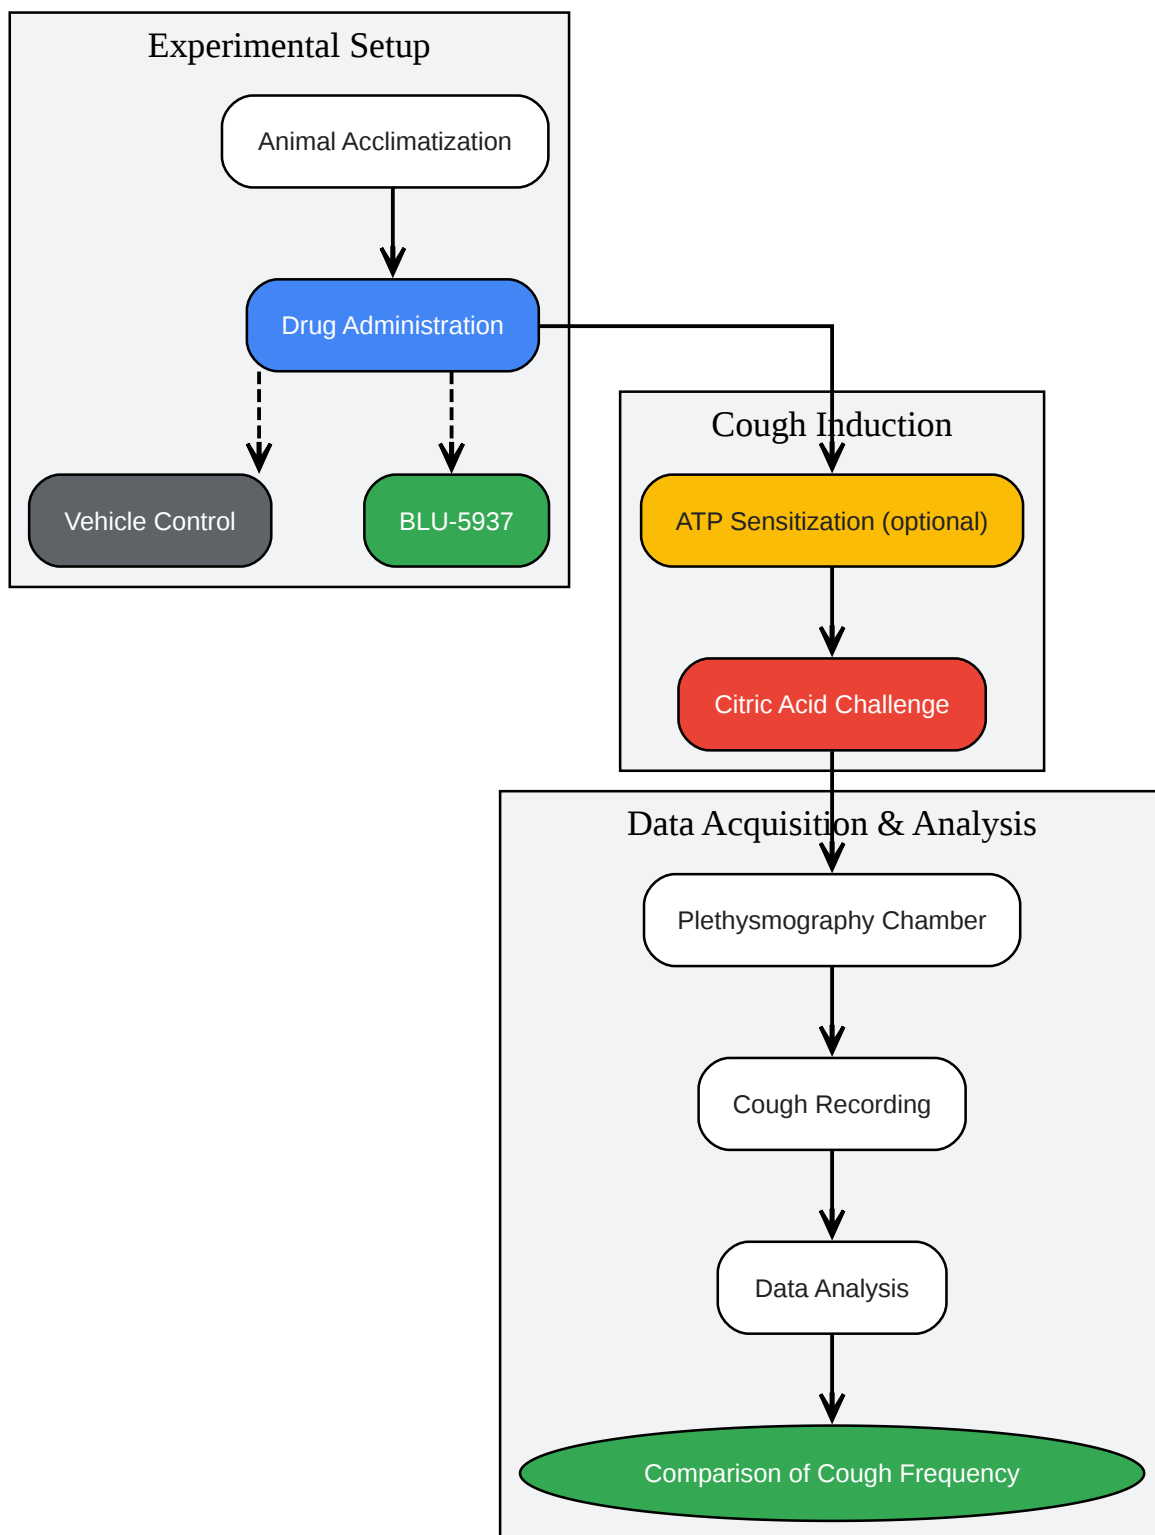 Experimental Setup
Animal Acclimatization
Drug Administration
Vehicle Control
BLU-5937
Cough Induction
ATP Sensitization (optional)
Citric Acid Challenge
Data Acquisition & Analysis
Plethysmography Chamber
Cough Recording
Data Analysis
Comparison of Cough Frequency